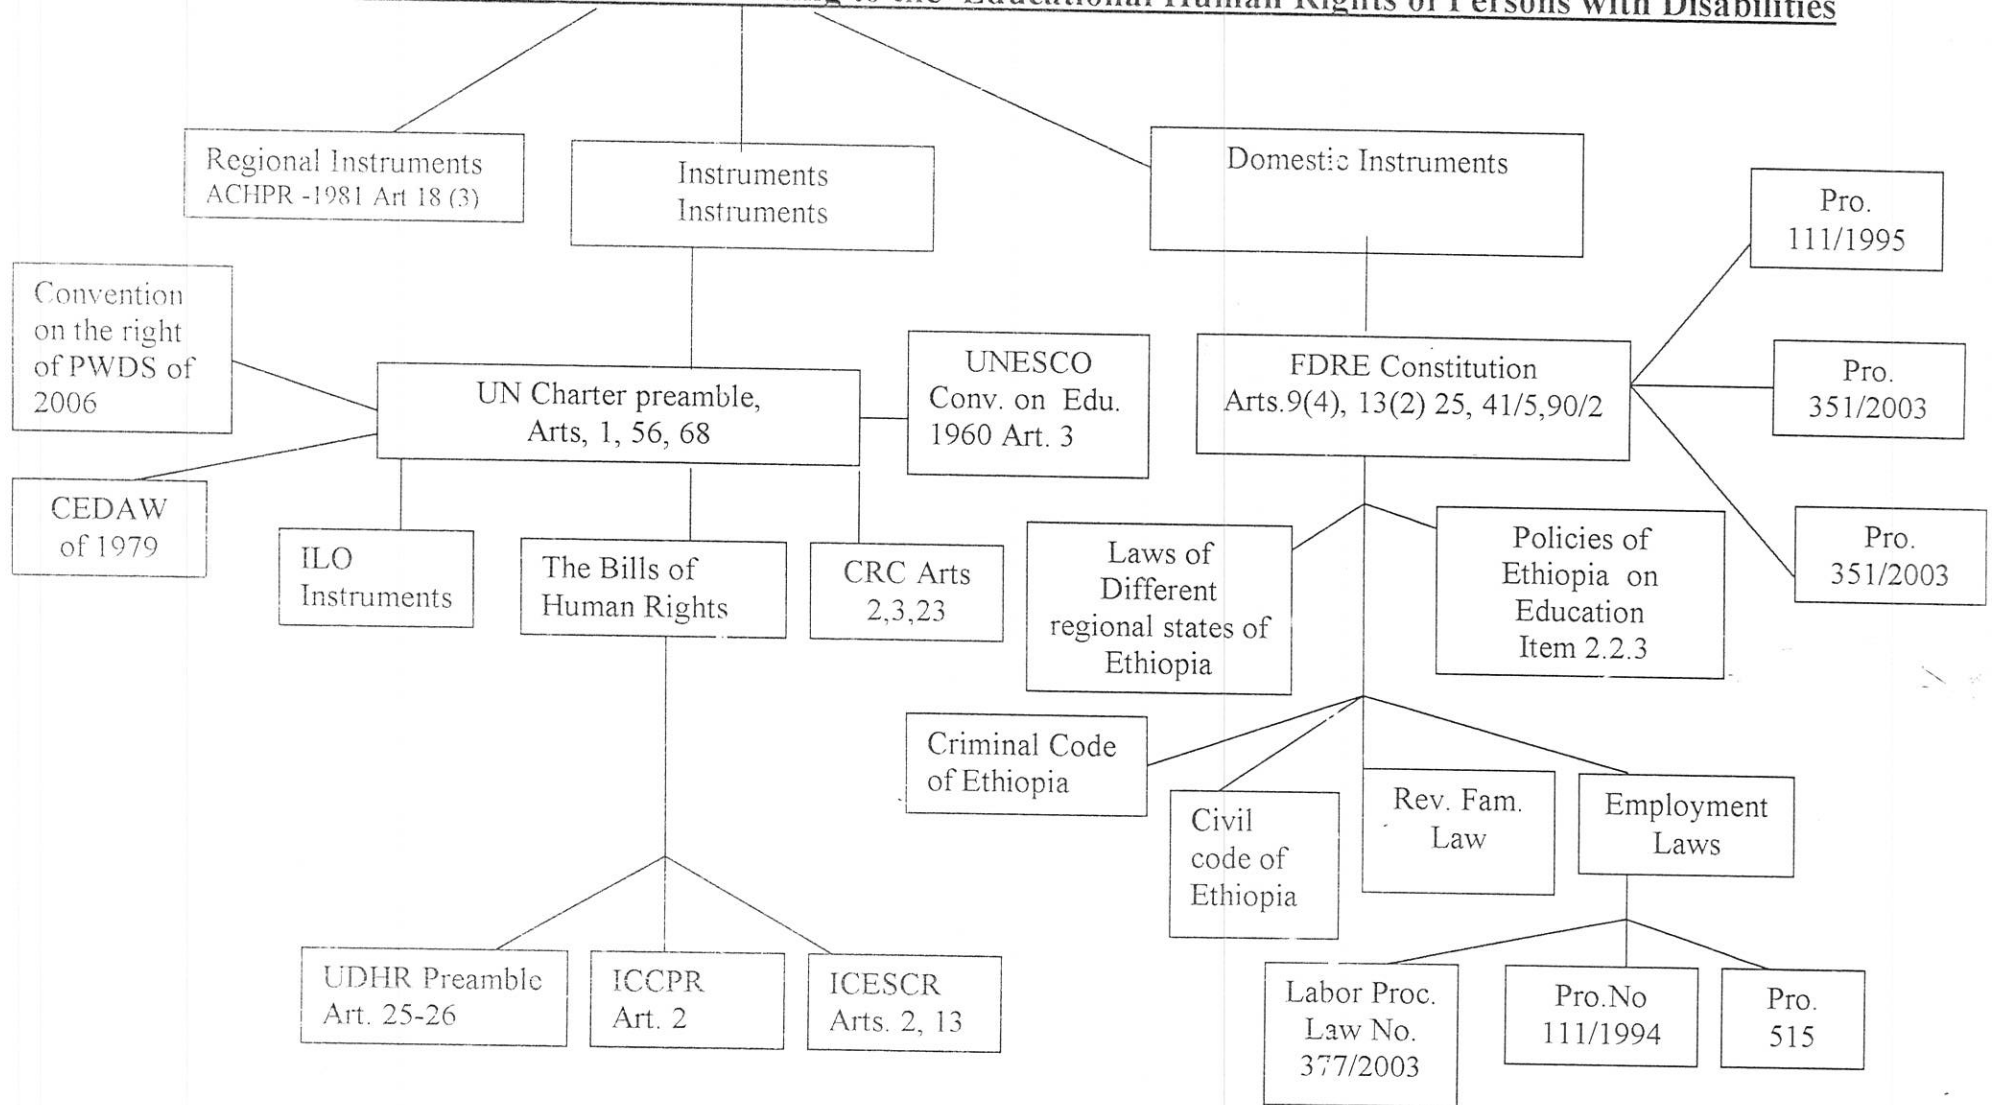 to the Educational Human Rights of Persons with Disabilities
Regional Instruments
ACHPR -1981 Art 18 (3)
Instruments
Instruments
Domestic Instruments
Pro.
111/1995
Convention
on the right
of PWDS of
2006
UN Charter preamble,
Arts, 1, 56, 68
UNESCO
Conv. on Edu.
1960 Art. 3
FDRE Constitution
Arts.9(4), 13(2) 25, 41/5,90/2
Pro.
351/2003
CEDAW
of 1979
ILO
Instruments
The Bills of
Human Rights
CRC Arts
2,3,23
Laws of
Different
regional states of
Ethiopia
Policies of
Ethiopia on
Education
Item 2.2.3
Pro.
351/2003
Criminal Code
of Ethiopia
Civil
code of
Ethiopia
Rev. Fam.
Law
Employment
Laws
UDHR Preamble
Art. 25-26
ICCPR
Art. 2
ICESCR
Arts. 2, 13
Labor Proc.
Law No.
377/2003
Pro.No
111/1994
Pro.
515